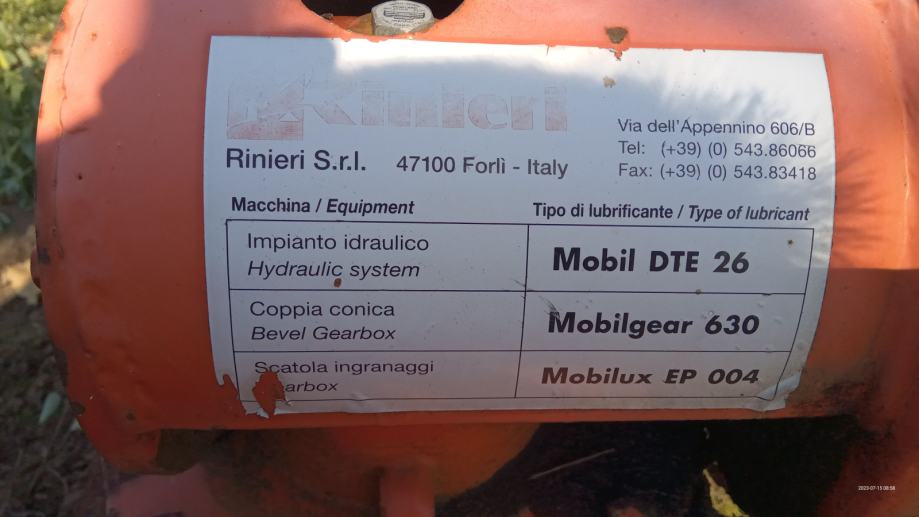 Rinieri
Via dell'Appennino 606/B
Rinieri S.r.l. 47100 Forlì - Italy
Tel: (+39) (0) 543.86066
Fax: (+39) (0) 543.83418
Macchina / Equipment
Tipo di lubrificante / Type of lubricant
Impianto idraulico
Hydraulic system
Mobil DTE 26
Coppia conica
Bevel Gearbox
Mobilgear 630
Scatola ingranaggi
Mobilux EP 004
2023-07-15 08:58